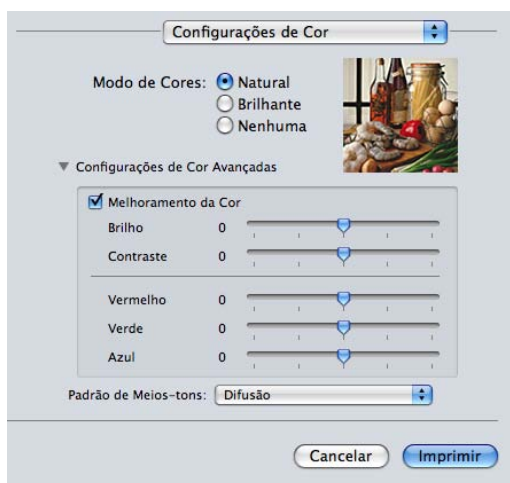 Configurações de Cor
Modo de Cores: Natural
Brilhante
Nenhuma
Configurações de Cor Avançadas
Melhoramento da Cor
Brilho 0
Contraste 0
Vermelho 0
Verde 0
Azul 0
Padrão de Meios-tons: Difusão
Cancelar Imprimir